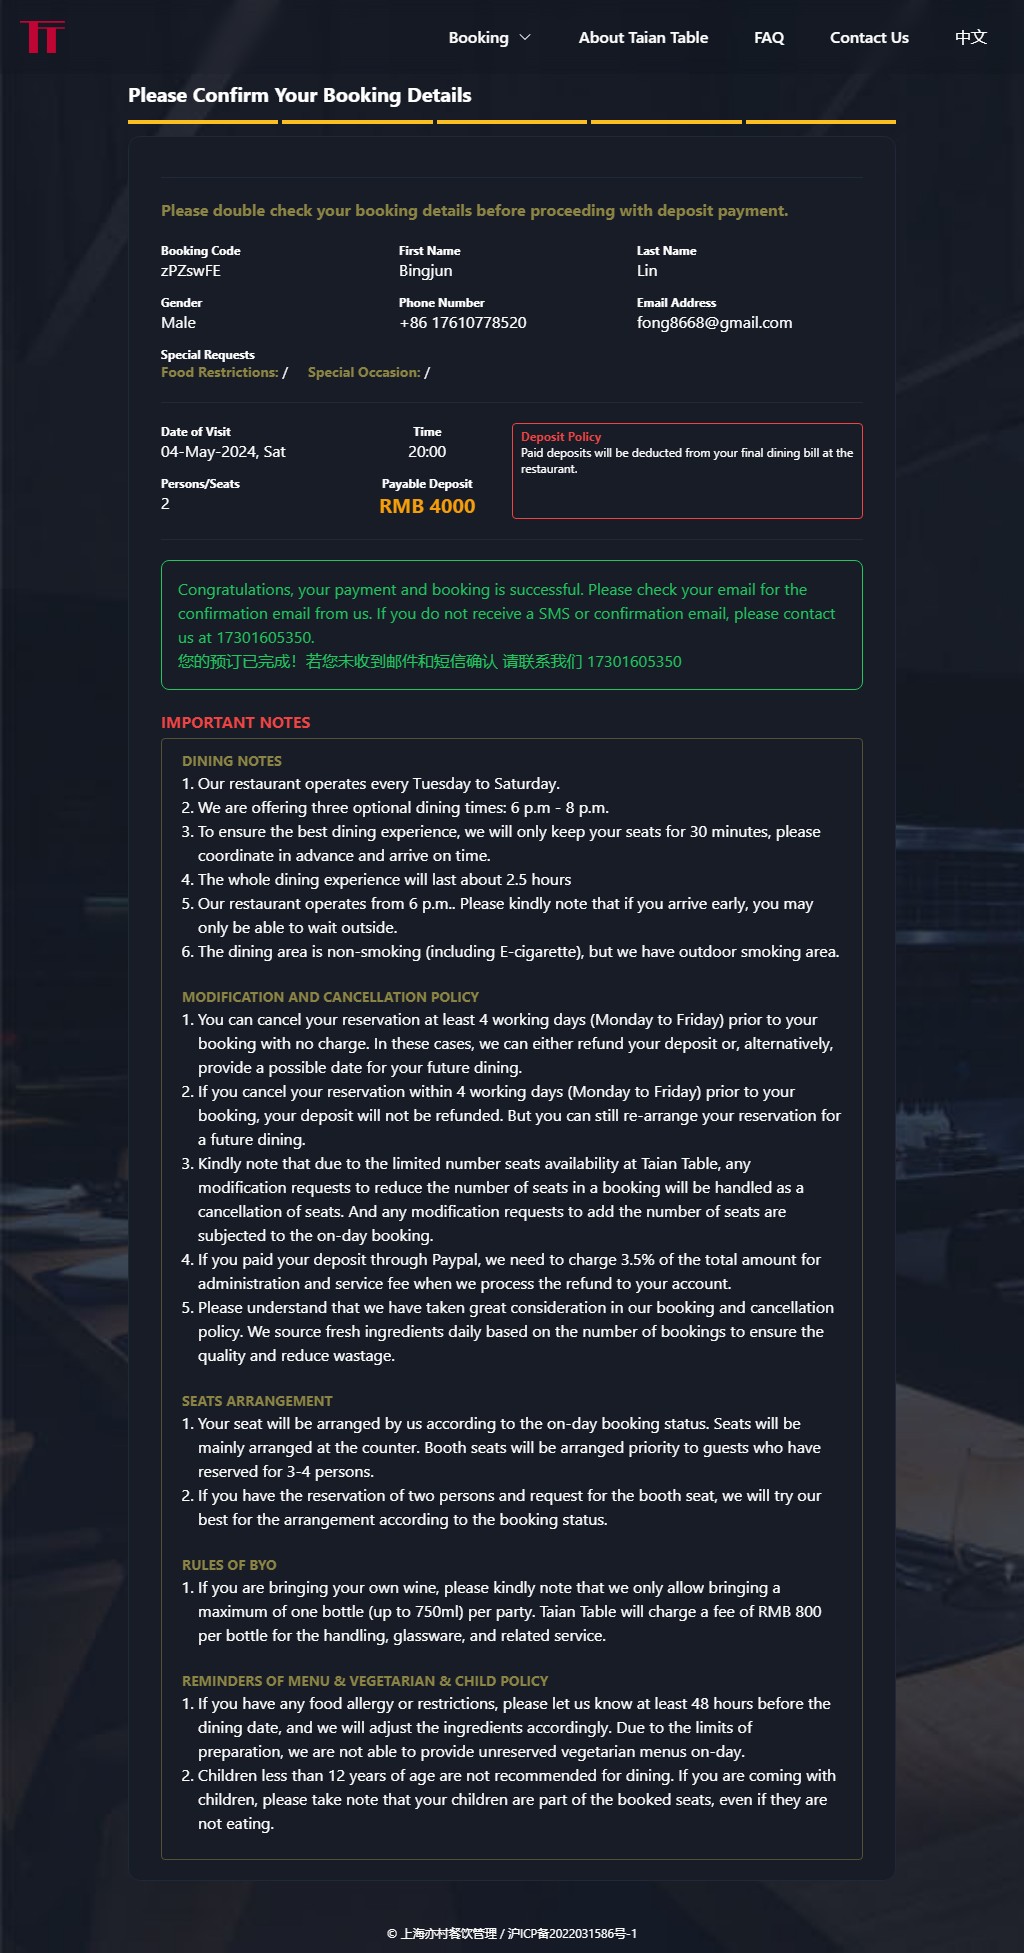 TT
Booking About Taian Table FAQ Contact Us 中文
Please Confirm Your Booking Details
Please double check your booking details before proceeding with deposit payment.
Booking Code First Name Last Name
zPZswFE Bingjun Lin
Gender Phone Number Email Address
Male +86 17610778520 fong8668@gmail.com
Special Requests
Food Restrictions: / Special Occasion: /
Date of Visit Time
04-May-2024, Sat 20:00
Persons/Seats Payable Deposit
2 RMB 4000
Deposit Policy
Paid deposits will be deducted from your final dining bill at the
restaurant.
Congratulations, your payment and booking is successful. Please check your email for the
confirmation email from us. If you do not receive a SMS or confirmation email, please contact
us at 17301605350.
您的预订已完成！若您未收到邮件和短信确认 请联系我们 17301605350
IMPORTANT NOTES
DINING NOTES
1. Our restaurant operates every Tuesday to Saturday.
2. We are offering three optional dining times: 6 p.m - 8 p.m.
3. To ensure the best dining experience, we will only keep your seats for 30 minutes, please
coordinate in advance and arrive on time.
4. The whole dining experience will last about 2.5 hours
5. Our restaurant operates from 6 p.m.. Please kindly note that if you arrive early, you may
only be able to wait outside.
6. The dining area is non-smoking (including E-cigarette), but we have outdoor smoking area.
MODIFICATION AND CANCELLATION POLICY
1. You can cancel your reservation at least 4 working days (Monday to Friday) prior to your
booking with no charge. In these cases, we can either refund your deposit or, alternatively,
provide a possible date for your future dining.
2. If you cancel your reservation within 4 working days (Monday to Friday) prior to your
booking, your deposit will not be refunded. But you can still re-arrange your reservation for
a future dining.
3. Kindly note that due to the limited number seats availability at Taian Table, any
modification requests to reduce the number of seats in a booking will be handled as a
cancellation of seats. And any modification requests to add the number of seats are
subjected to the on-day booking.
4. If you paid your deposit through Paypal, we need to charge 3.5% of the total amount for
administration and service fee when we process the refund to your account.
5. Please understand that we have taken great consideration in our booking and cancellation
policy. We source fresh ingredients daily based on the number of bookings to ensure the
quality and reduce wastage.
SEATS ARRANGEMENT
1. Your seat will be arranged by us according to the on-day booking status. Seats will be
mainly arranged at the counter. Booth seats will be arranged priority to guests who have
reserved for 3-4 persons.
2. If you have the reservation of two persons and request for the booth seat, we will try our
best for the arrangement according to the booking status.
RULES OF BYO
1. If you are bringing your own wine, please kindly note that we only allow bringing a
maximum of one bottle (up to 750ml) per party. Taian Table will charge a fee of RMB 800
per bottle for the handling, glassware, and related service.
REMINDERS OF MENU & VEGETARIAN & CHILD POLICY
1. If you have any food allergy or restrictions, please let us know at least 48 hours before the
dining date, and we will adjust the ingredients accordingly. Due to the limits of
preparation, we are not able to provide unreserved vegetarian menus on-day.
2. Children less than 12 years of age are not recommended for dining. If you are coming with
children, please take note that your children are part of the booked seats, even if they are
not eating.
© 上海亦村餐饮管理 / 沪ICP备2022031586号-1